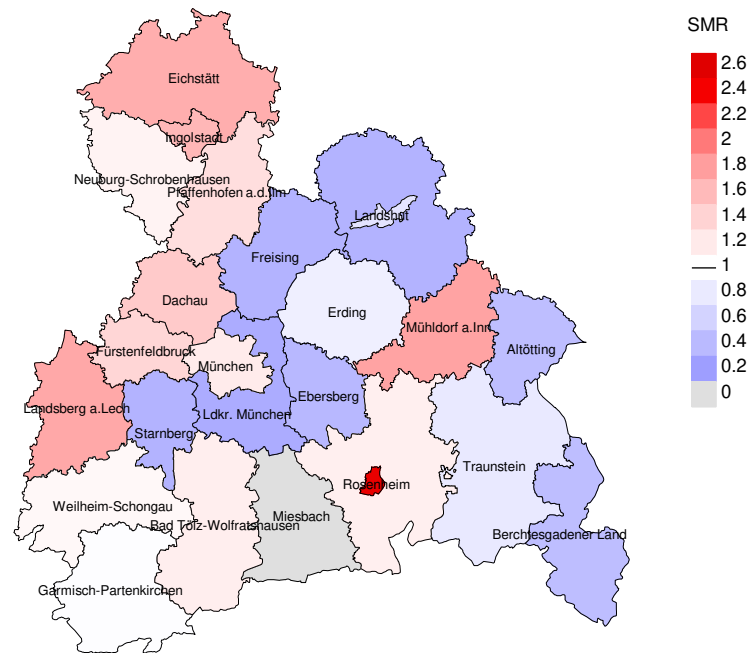 SMR
2.6
2.4
2.2
2
1.8
1.6
1.4
1.2
1
0.8
0.6
0.4
0.2
0
Eichstätt
Ingolstadt
Neuburg-Schrobenhausen
Pfaffenhofen a.d.Ilm
Landshut
Freising
Dachau
Erding
Mühldorf a.Inn
Altötting
Fürstenfeldbruck
München
Ebersberg
Landsberg a.Lech
Ldkr. München
Starnberg
Traunstein
Rosenheim
Weilheim-Schongau
Miesbach
Bad Tölz-Wolfratshausen
Berchtesgadener Land
Garmisch-Partenkirchen